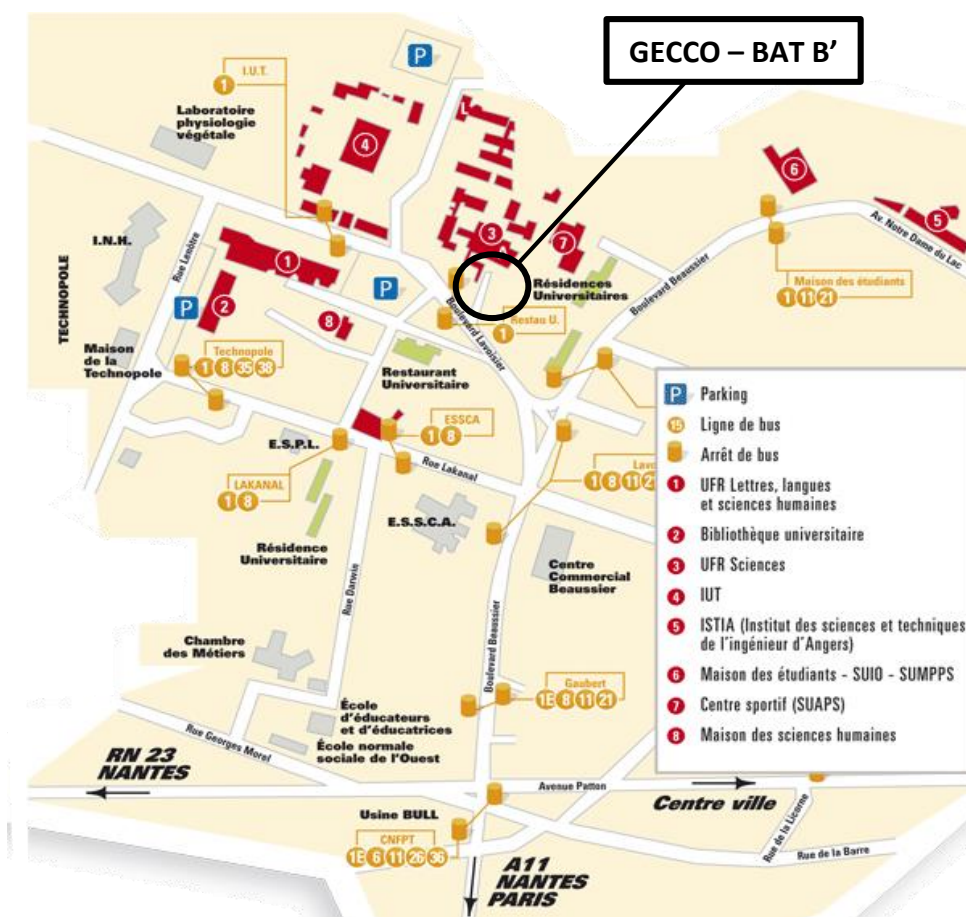 GECCO – BAT B’
P
I.U.T.
1
Laboratoire
physiologie
végétale
4
L
6
3
7
5
Av. Notre Dame du Lac
I.N.H.
Rue Lenôtre
1
TECHNOPOLE
P
2
P
8
Résidences
Universitaires
Boulevard Beaussier
Maison des étudiants
1 11 21
Boulevard Lavoisier
Restau U.
1
Maison
de la
Technopole
Technopole
1 8 35 38
Restaurant
Universitaire
E.S.P.L.
ESSCA
1 8
Rue Lakanal
LAKANAL
1 8
E.S.S.C.A.
Lavo
1 8 11 21
Résidence
Universitaire
Rue Darwin
Centre
Commercial
Beaussier
Boulevard Beaussier
Chambre
des Métiers
Gaubert
1E 8 11 21
École
d'éducateurs
et d'éducatrices
École normale
sociale de l'Ouest
Rue Georges Morel
RN 23
NANTES
Avenue Patton
Centre ville
Usine BULL
CNFPT
1E 6 11 26 36
Rue de la Licorne
Rue de la Barre
A11
NANTES
PARIS
P Parking
15 Ligne de bus
Arrêt de bus
1 UFR Lettres, langues
et sciences humaines
2 Bibliothèque universitaire
3 UFR Sciences
4 IUT
5 ISTIA (Institut des sciences et techniques
de l'ingénieur d'Angers)
6 Maison des étudiants - SUIO - SUMPPS
7 Centre sportif (SUAPS)
8 Maison des sciences humaines